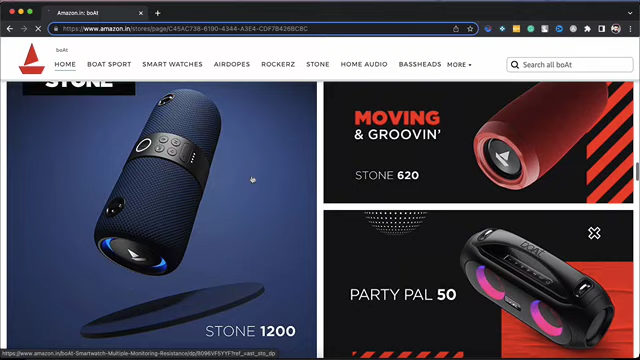 Amazon.in: boAt
https://www.amazon.in/stores/page/C45AC738-6190-4344-A3E4-CDF7B426BC8C
boAt
HOME
BOAT SPORT
SMART WATCHES
AIRDOPES
ROCKERZ
STONE
HOME AUDIO
BASSHEADS
MORE
Search all boAt
STONE
MOVING
& GROOVIN'
STONE 620
STONE 1200
PARTY PAL 50
https://www.amazon.in/boAt-Smartwatch-Multiple-Monitoring-Resistance/dp/B096VF5YYF?ref_=ast_sto_dp